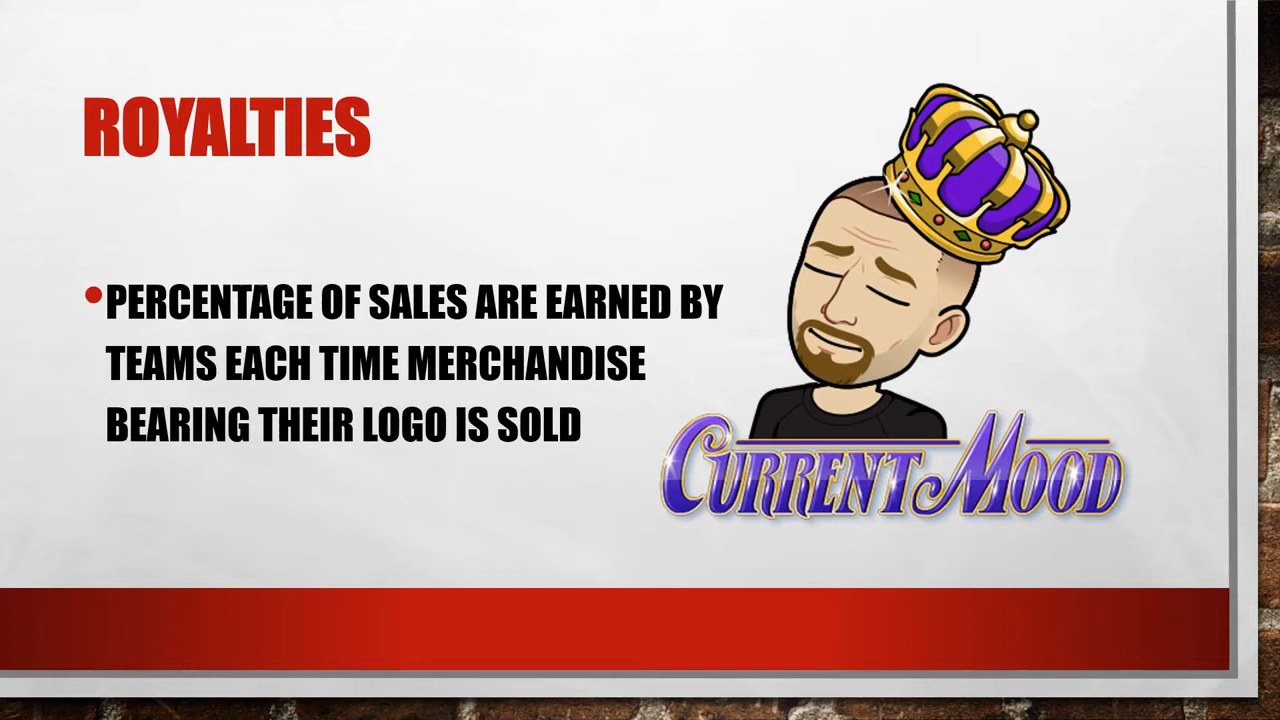 ROYALTIES
•PERCENTAGE OF SALES ARE EARNED BY
TEAMS EACH TIME MERCHANDISE
BEARING THEIR LOGO IS SOLD
CURRENT MOOD